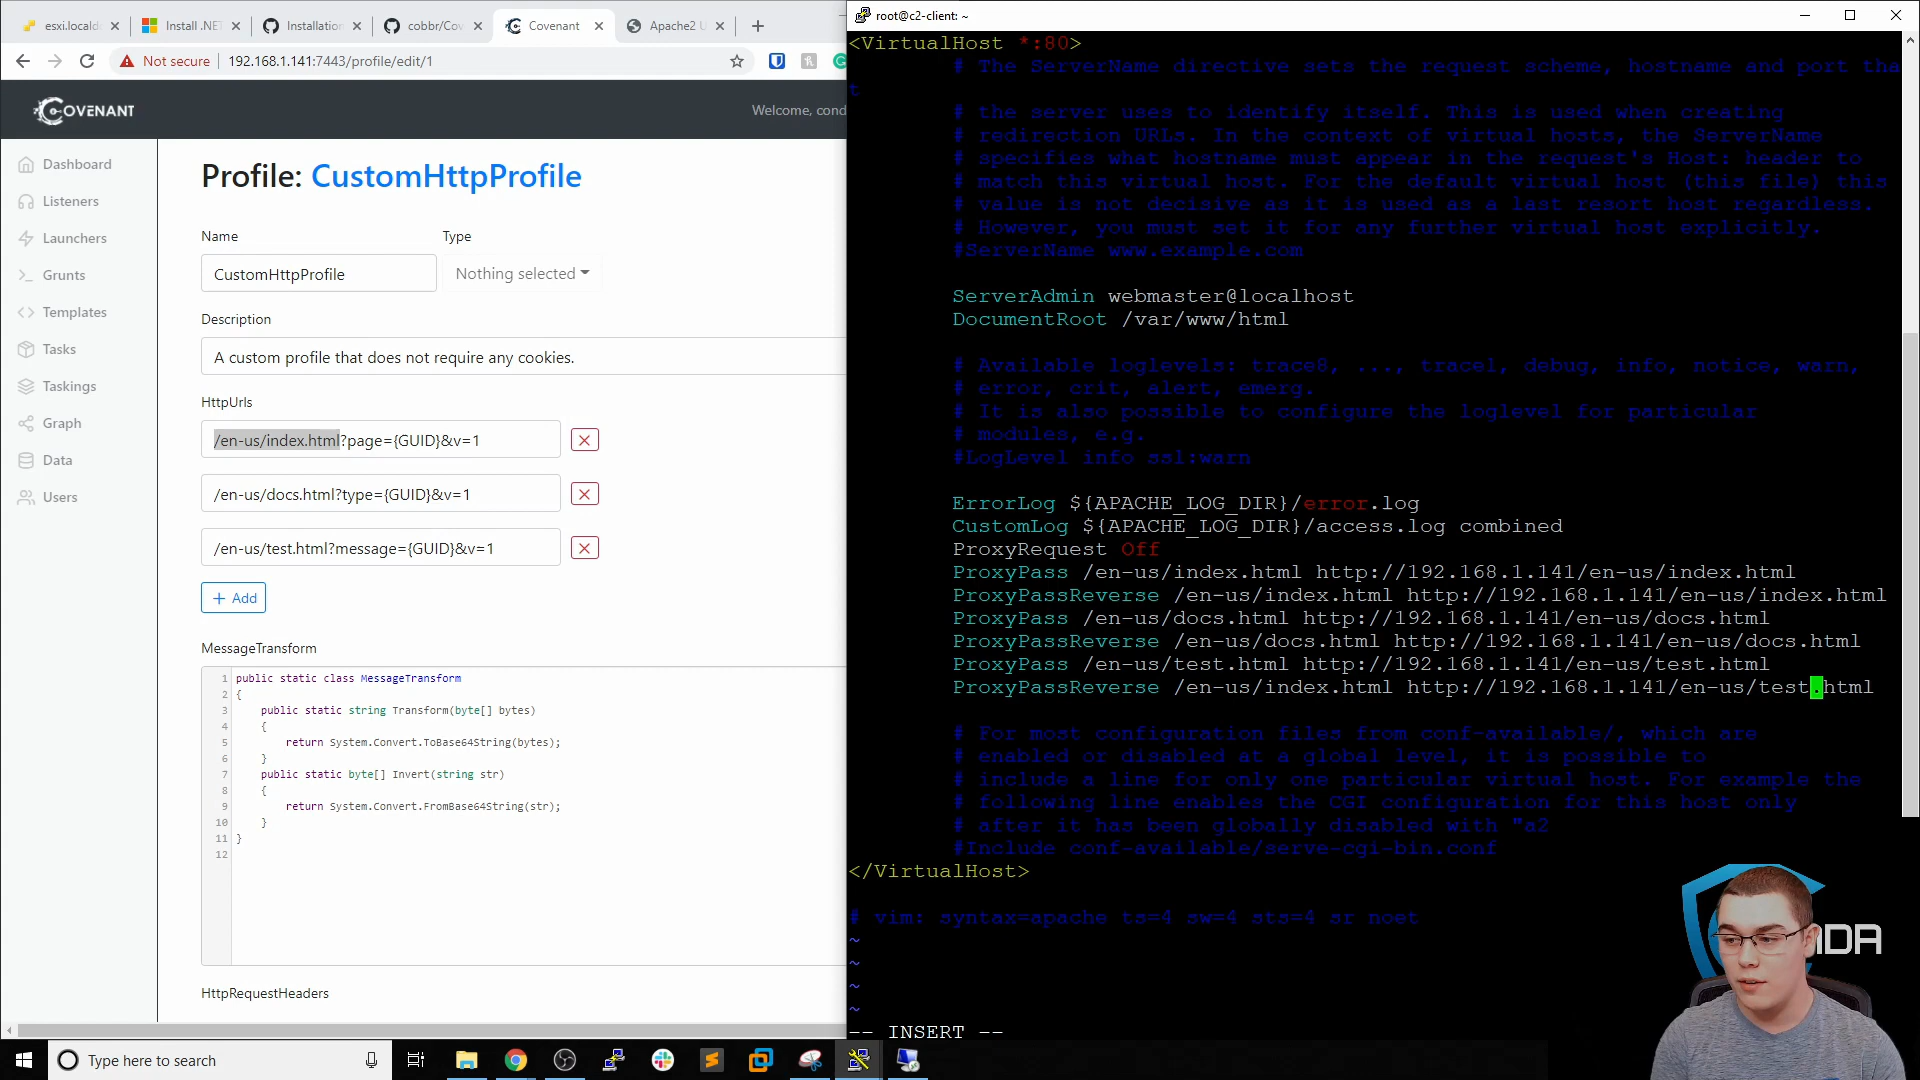 esxi.locald
Install .NE
Installation
cobbr/Cov
Covenant
Apache2 U
Not secure
192.168.1.141:7443/profile/edit/1
COVENANT
Welcome, cond
Dashboard
Listeners
Launchers
Grunts
Templates
Tasks
Taskings
Graph
Data
Users
Profile: CustomHttpProfile
Name
Type
CustomHttpProfile
Nothing selected
Description
A custom profile that does not require any cookies.
HttpUrls
/en-us/index.html?page={GUID}&v=1
/en-us/docs.html?type={GUID}&v=1
/en-us/test.html?message={GUID}&v=1
+ Add
MessageTransform
1 public static class MessageTransform
2 {
3 public static string Transform(byte[] bytes)
4 {
5 return System.Convert.ToBase64String(bytes);
6 }
7 public static byte[] Invert(string str)
8 {
9 return System.Convert.FromBase64String(str);
10 }
11 }
12
HttpRequestHeaders
root@c2-client: ~
<VirtualHost *:80>
# The ServerName directive sets the request scheme, hostname and port tha
t
# the server uses to identify itself. This is used when creating
# redirection URLs. In the context of virtual hosts, the ServerName
# specifies what hostname must appear in the request's Host: header to
# match this virtual host. For the default virtual host (this file) this
# value is not decisive as it is used as a last resort host regardless.
# However, you must set it for any further virtual host explicitly.
#ServerName www.example.com
ServerAdmin webmaster@localhost
DocumentRoot /var/www/html
# Available loglevels: trace8, ..., trace1, debug, info, notice, warn,
# error, crit, alert, emerg.
# It is also possible to configure the loglevel for particular
# modules, e.g.
#LogLevel info ssl:warn
ErrorLog ${APACHE_LOG_DIR}/error.log
CustomLog ${APACHE_LOG_DIR}/access.log combined
ProxyRequest Off
ProxyPass /en-us/index.html http://192.168.1.141/en-us/index.html
ProxyPassReverse /en-us/index.html http://192.168.1.141/en-us/index.html
ProxyPass /en-us/docs.html http://192.168.1.141/en-us/docs.html
ProxyPassReverse /en-us/docs.html http://192.168.1.141/en-us/docs.html
ProxyPass /en-us/test.html http://192.168.1.141/en-us/test.html
ProxyPassReverse /en-us/index.html http://192.168.1.141/en-us/test.html
# For most configuration files from conf-available/, which are
# enabled or disabled at a global level, it is possible to
# include a line for only one particular virtual host. For example the
# following line enables the CGI configuration for this host only
# after it has been globally disabled with "a2
#Include conf-available/serve-cgi-bin.conf
</VirtualHost>
# vim: syntax=apache ts=4 sw=4 sts=4 sr noet
~
~
~
~
-- INSERT --
Type here to search